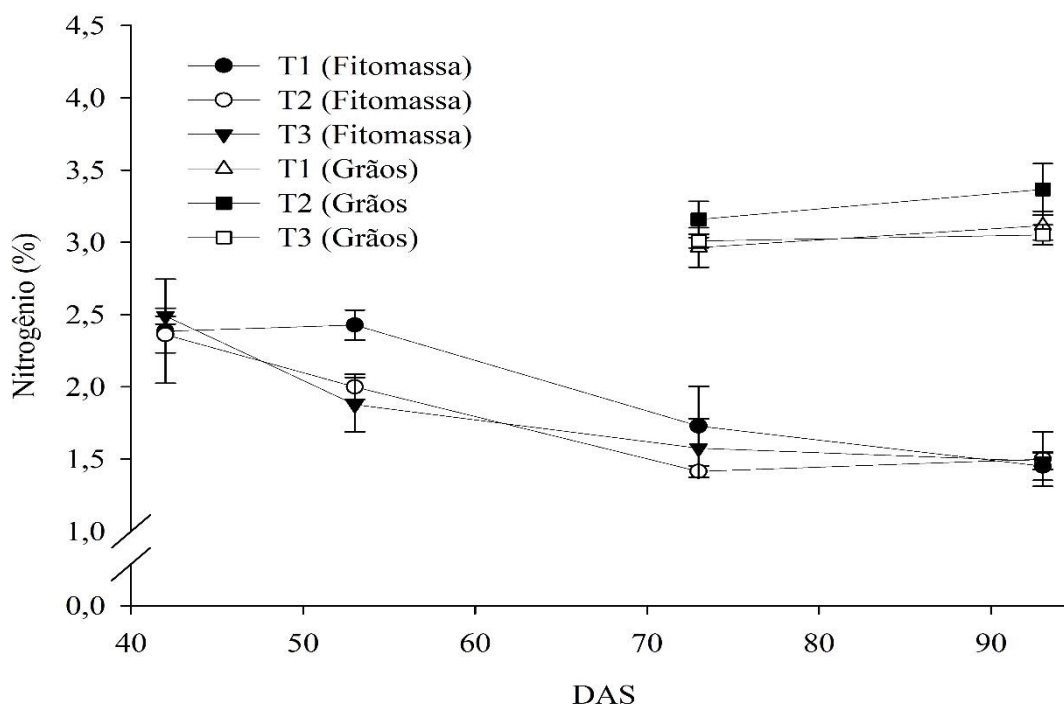 4,5
4,0
3,5
3,0
2,5
2,0
1,5
1,0
0,0
Nitrogênio (%)
T1 (Fitomassa)
T2 (Fitomassa)
T3 (Fitomassa)
T1 (Grãos)
T2 (Grãos
T3 (Grãos)
40 50 60 70 80 90
DAS